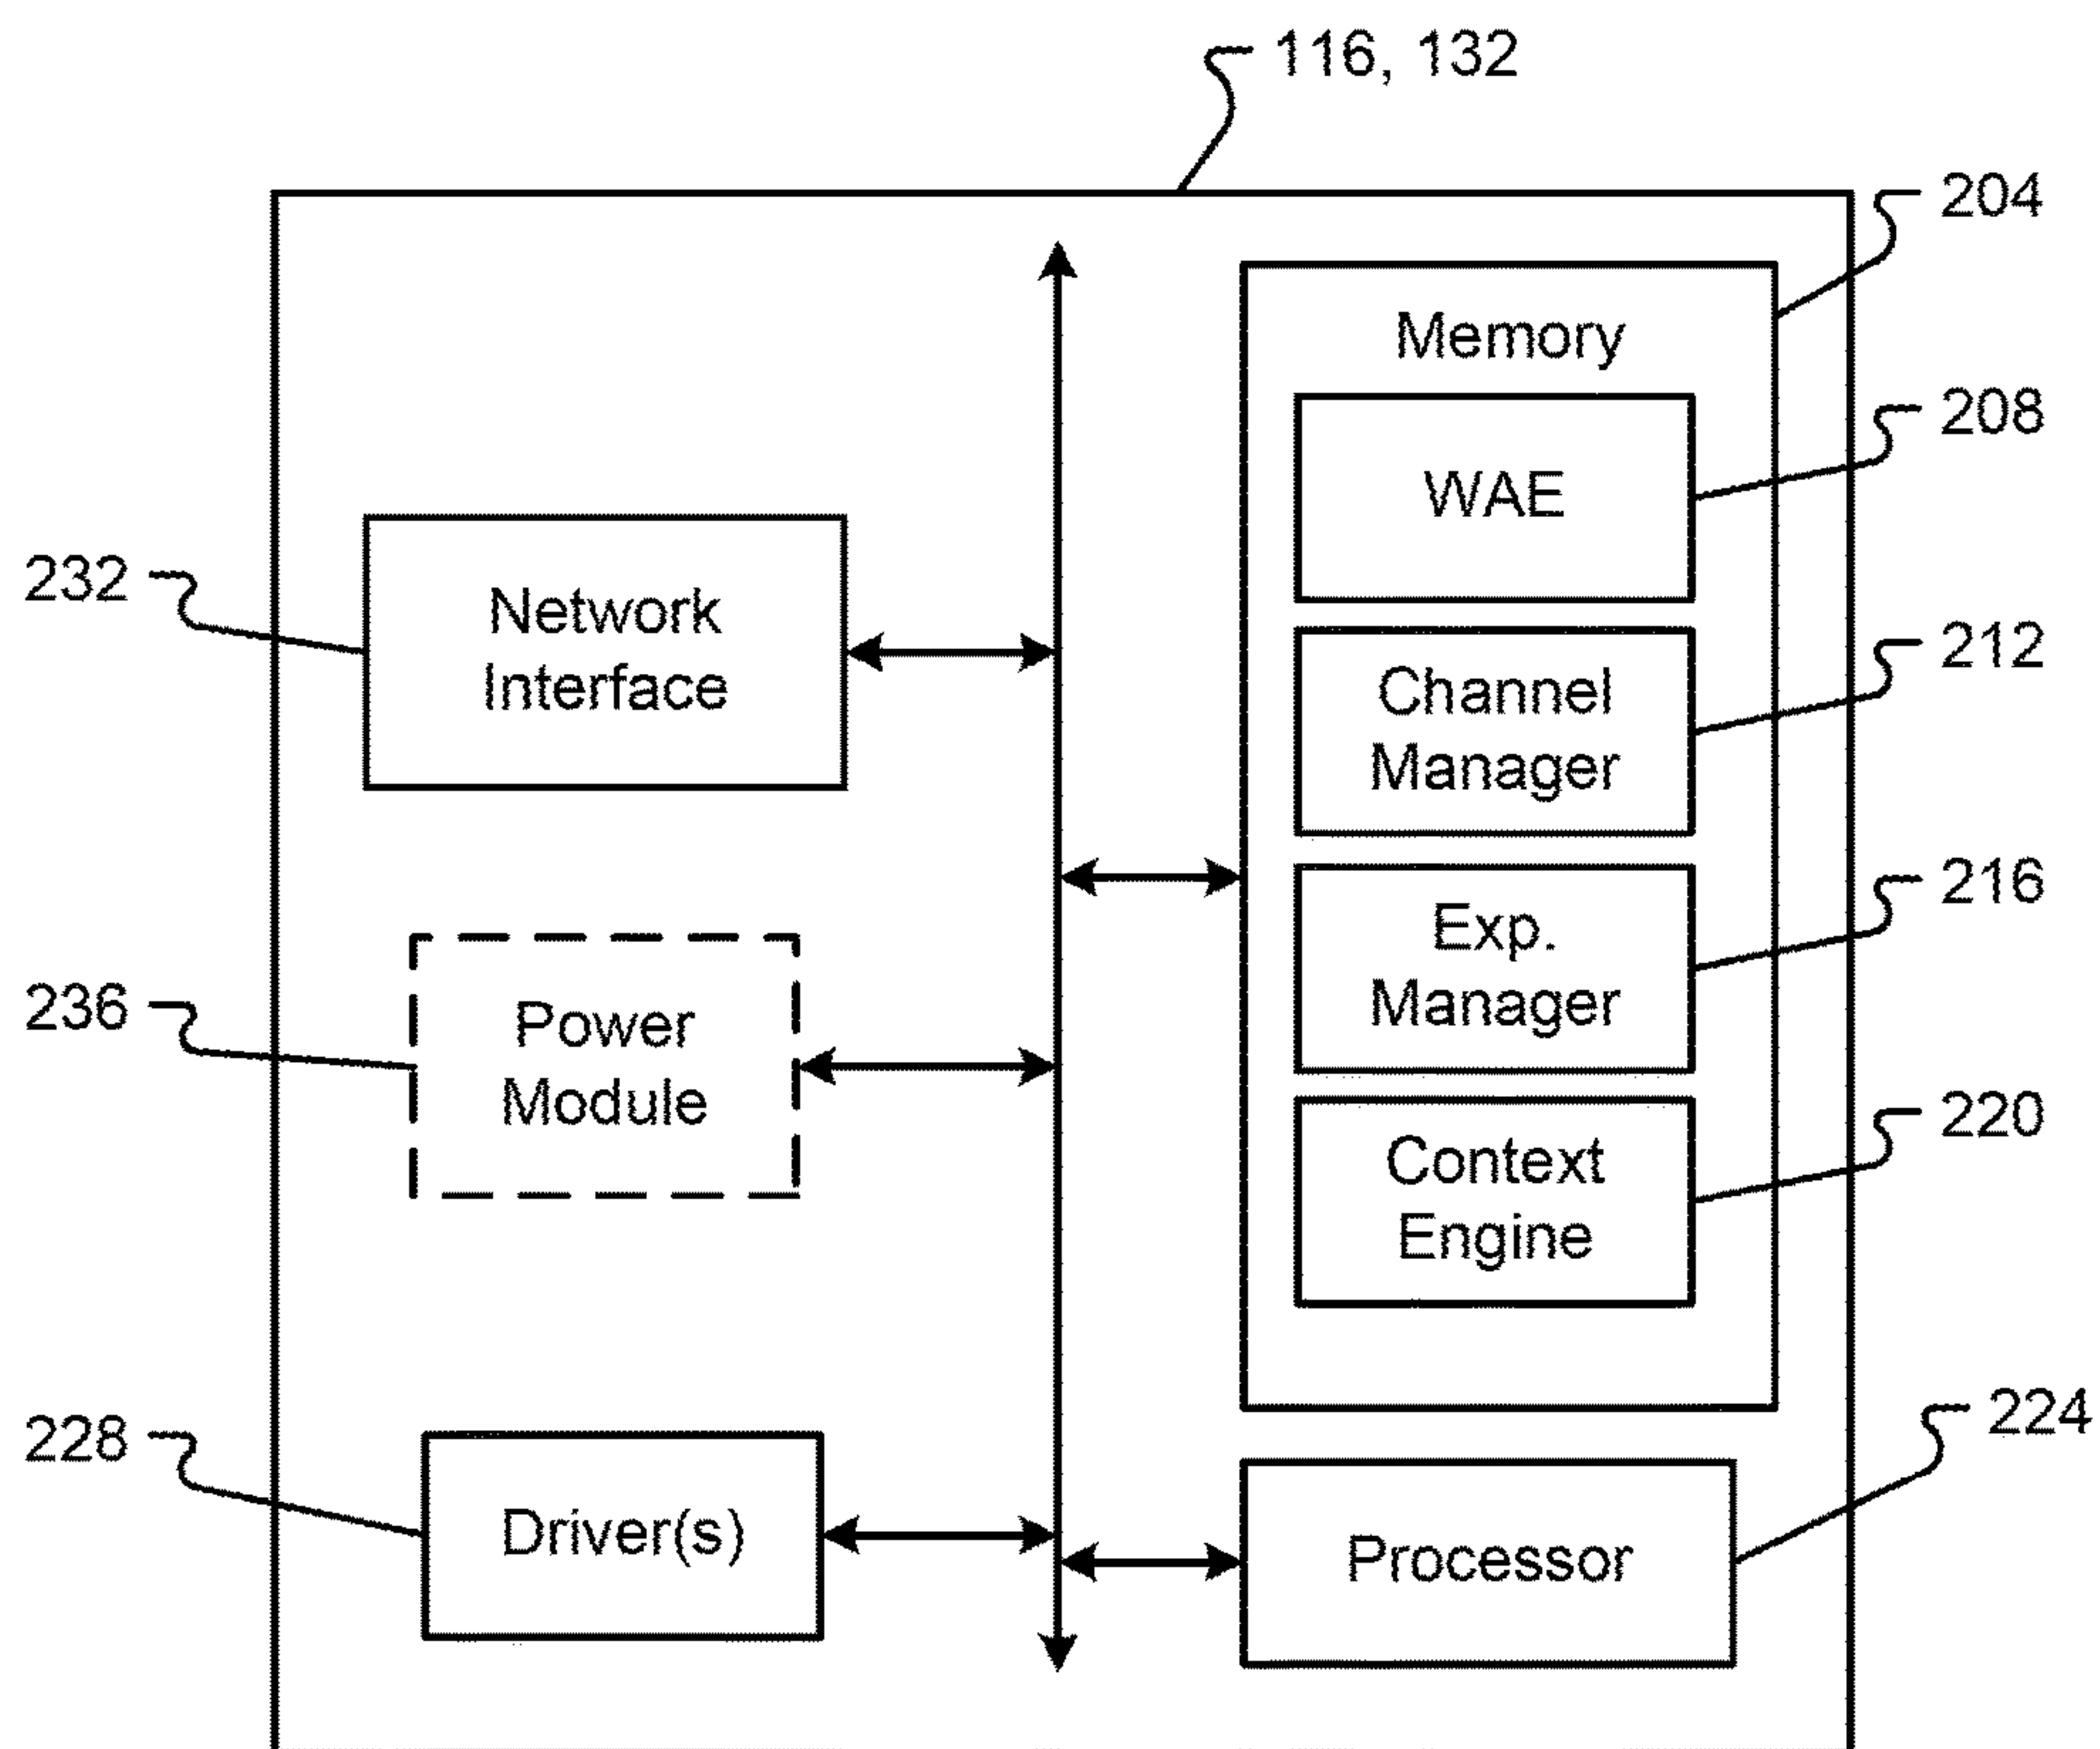 116, 132
204
Memory
208
WAE
232
Network
Interface
212
Channel
Manager
216
Exp.
Manager
236
Power
Module
220
Context
Engine
228
Driver(s)
224
Processor